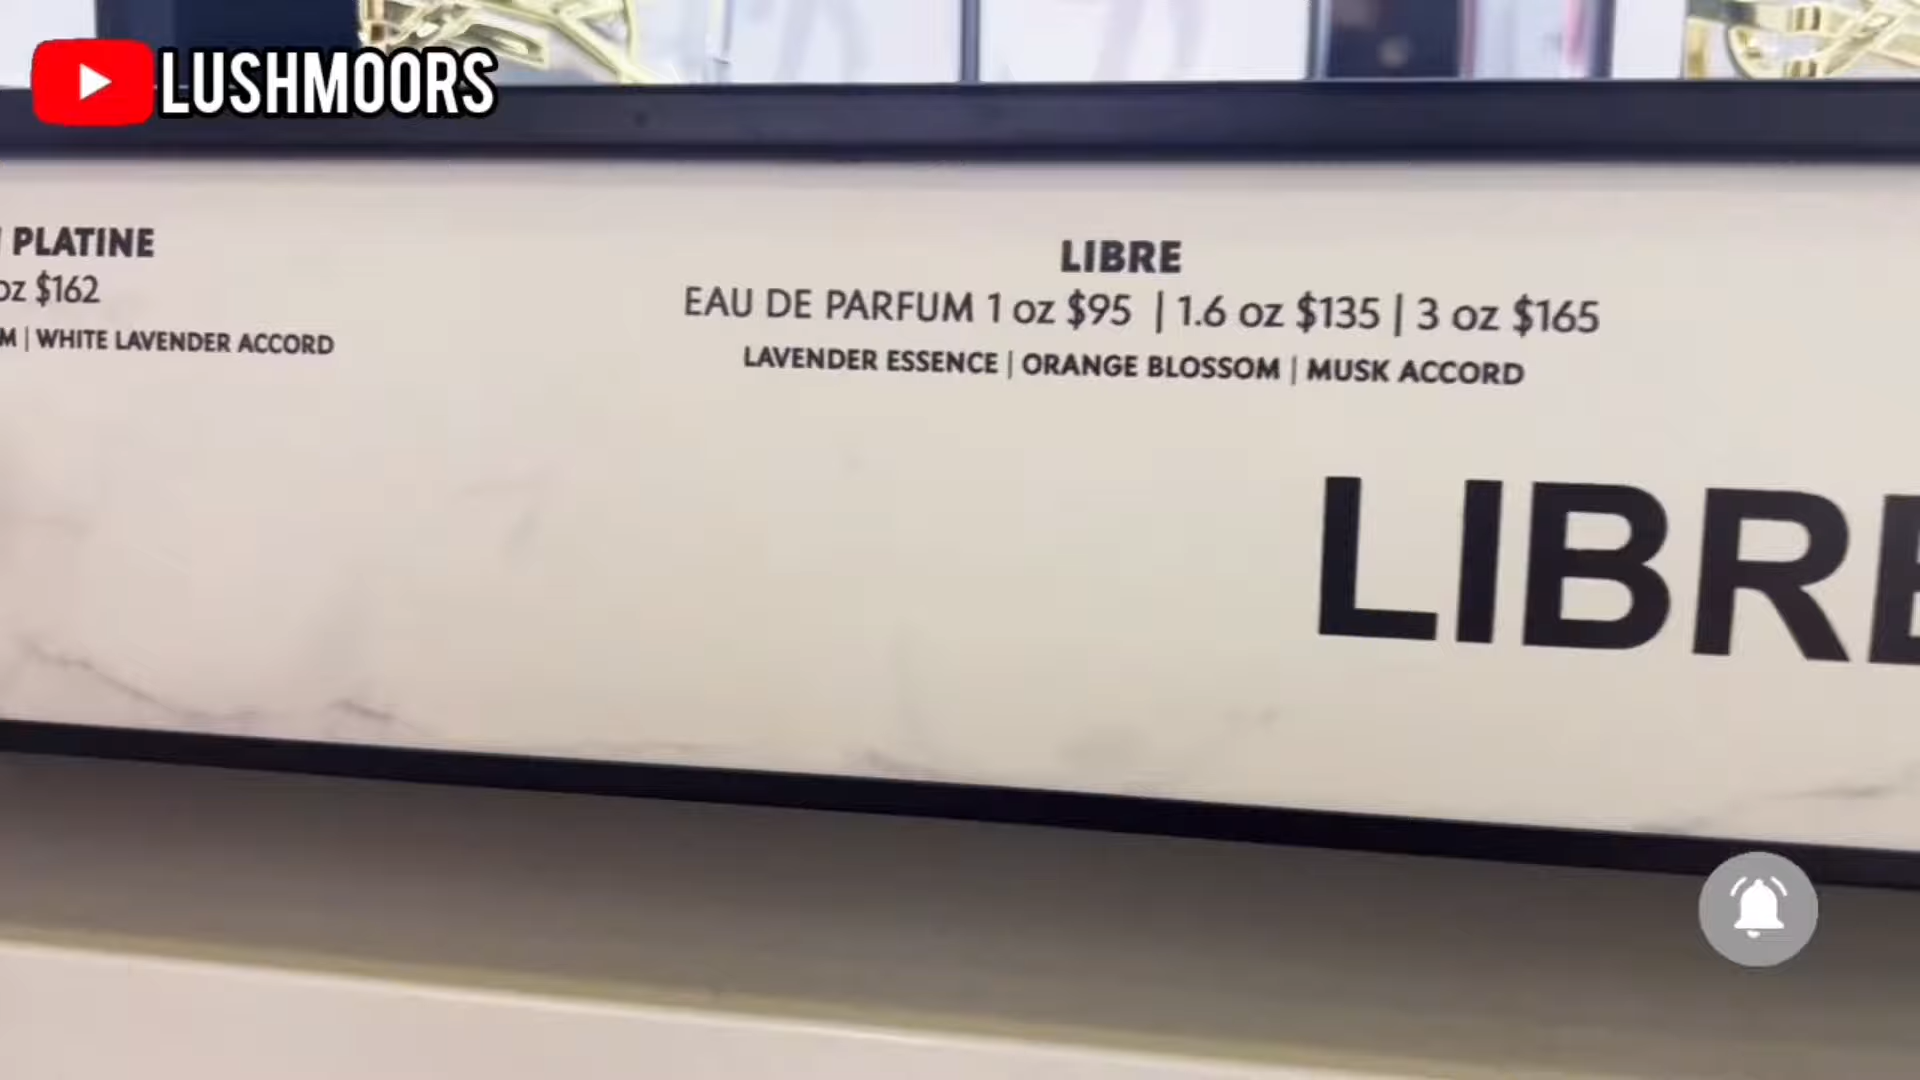 LUSHMOORS
PLATINE
oz $162
M | WHITE LAVENDER ACCORD
LIBRE
EAU DE PARFUM 1 oz $95 | 1.6 oz $135 | 3 oz $165
LAVENDER ESSENCE | ORANGE BLOSSOM | MUSK ACCORD
LIBRE